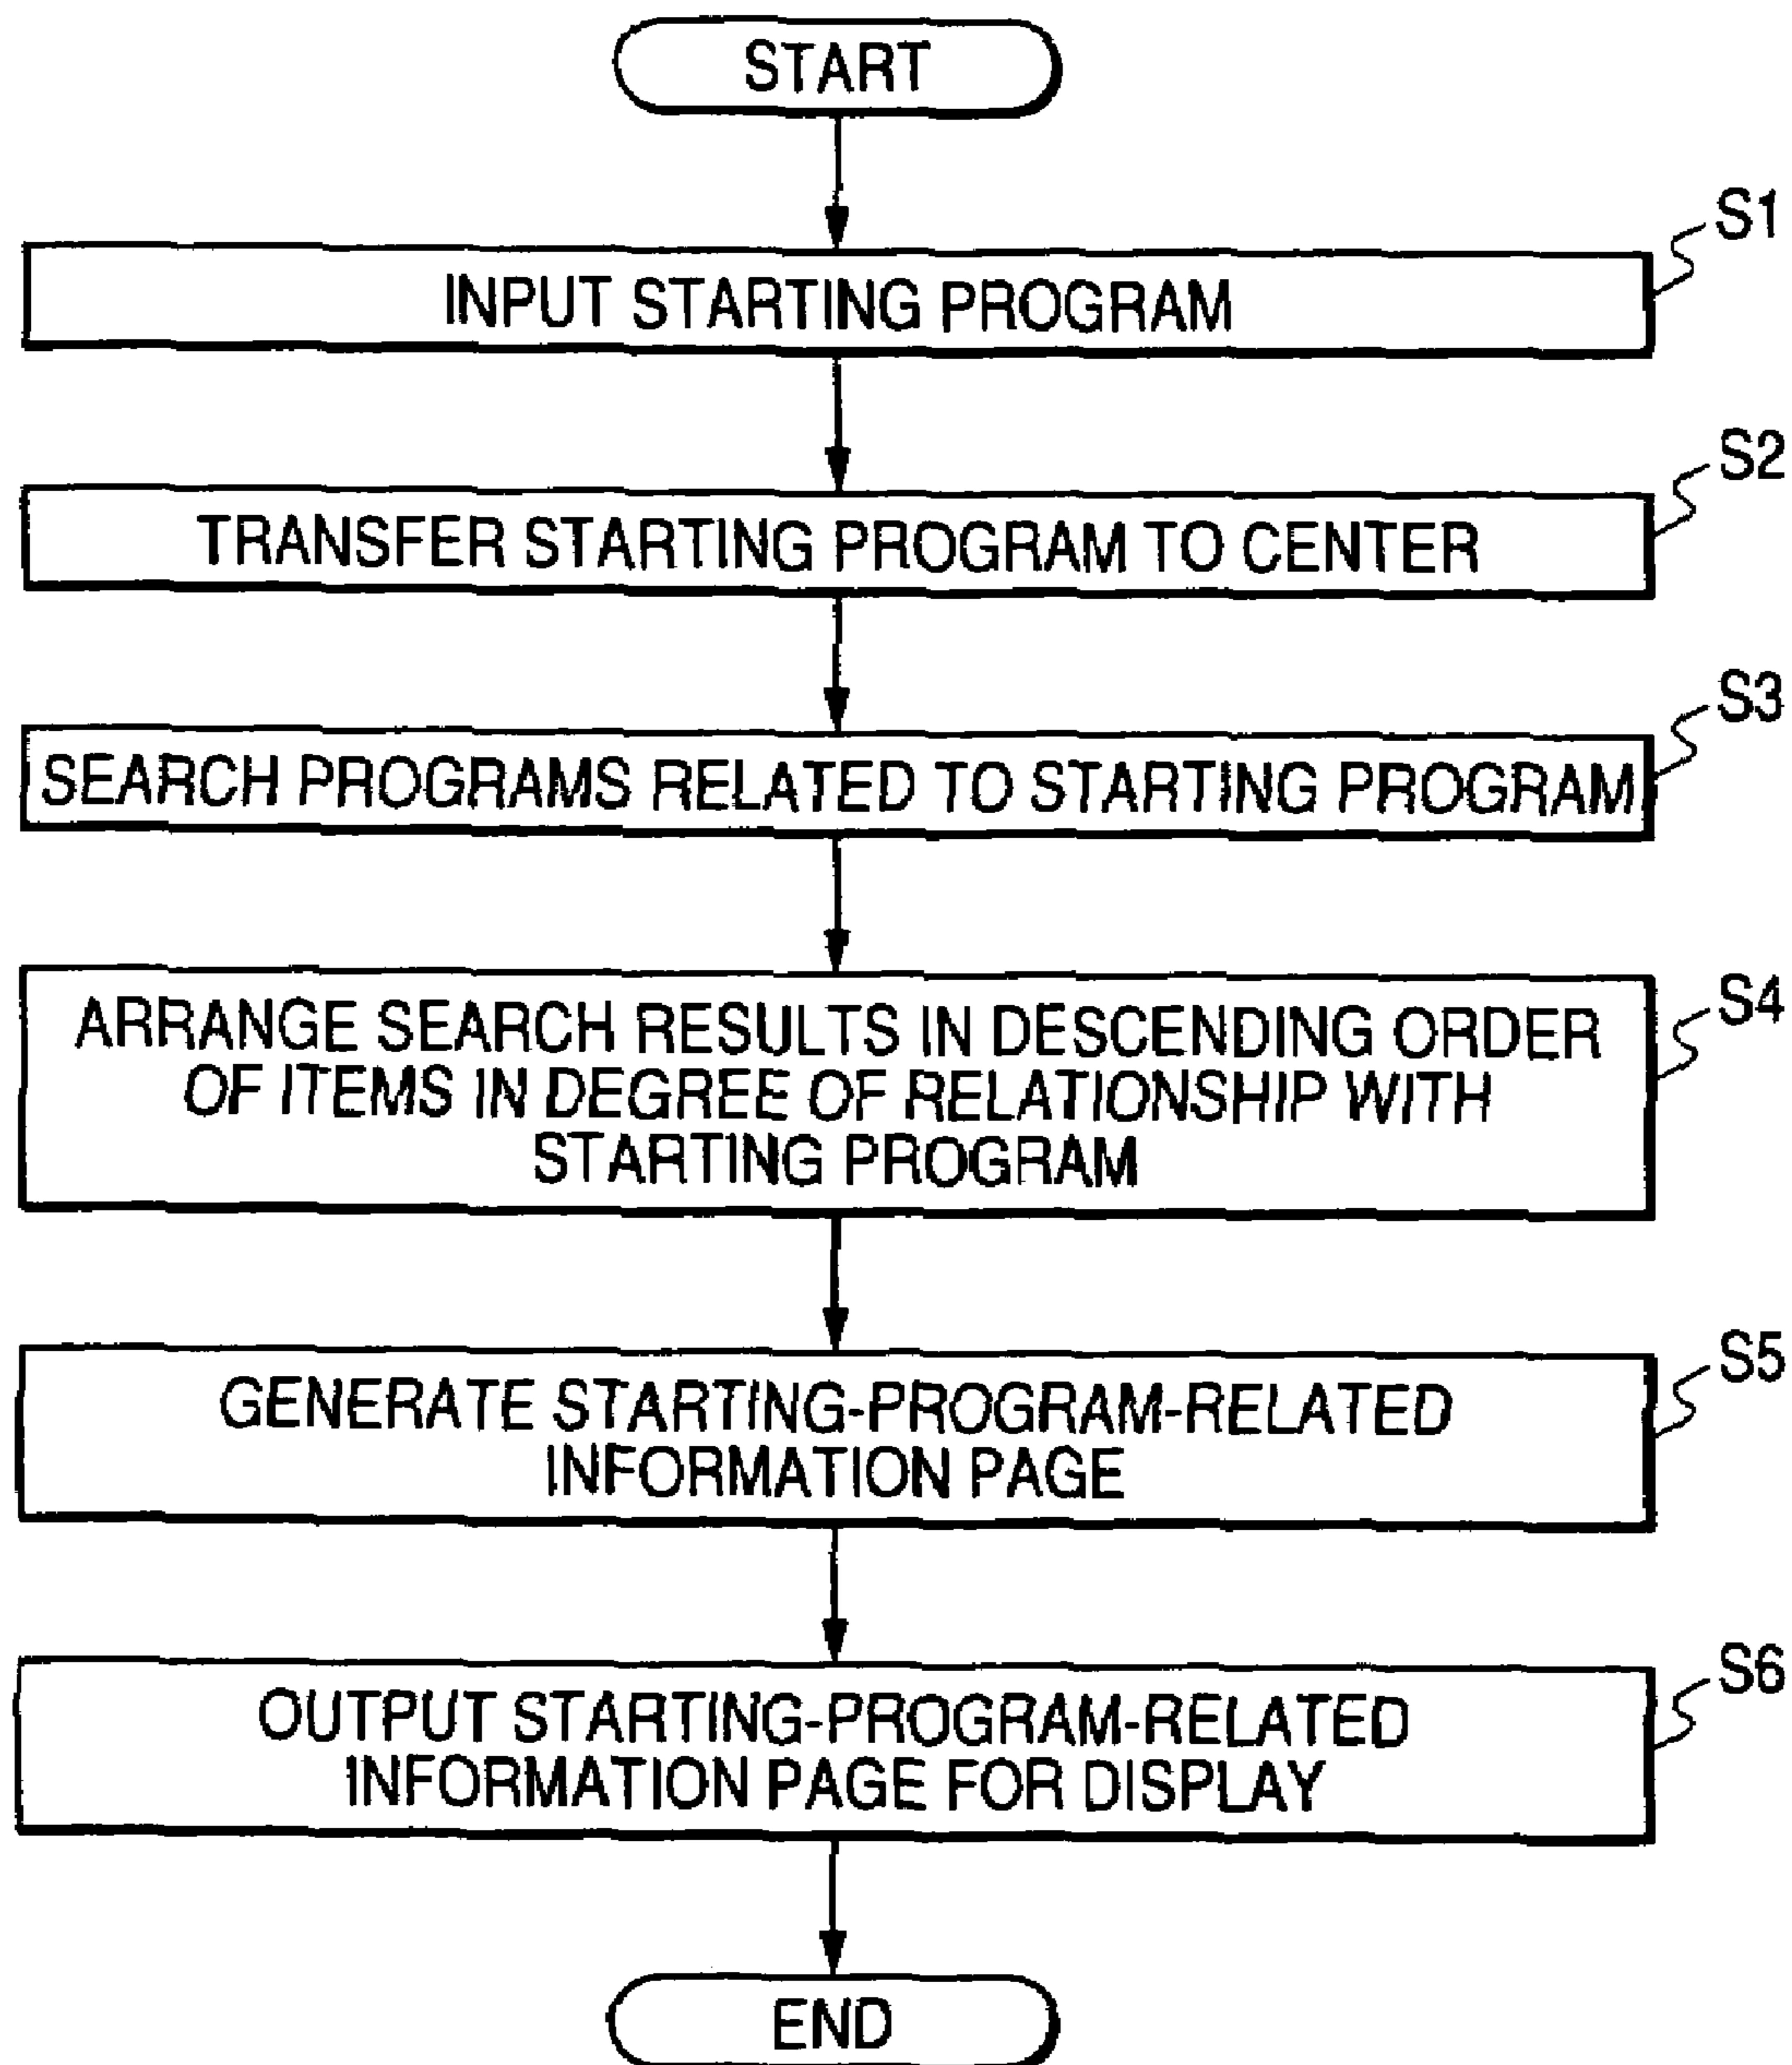 START
S1
INPUT STARTING PROGRAM
S2
TRANSFER STARTING PROGRAM TO CENTER
S3
SEARCH PROGRAMS RELATED TO STARTING PROGRAM
S4
ARRANGE SEARCH RESULTS IN DESCENDING ORDER
OF ITEMS IN DEGREE OF RELATIONSHIP WITH
STARTING PROGRAM
S5
GENERATE STARTING-PROGRAM-RELATED
INFORMATION PAGE
S6
OUTPUT STARTING-PROGRAM-RELATED
INFORMATION PAGE FOR DISPLAY
END